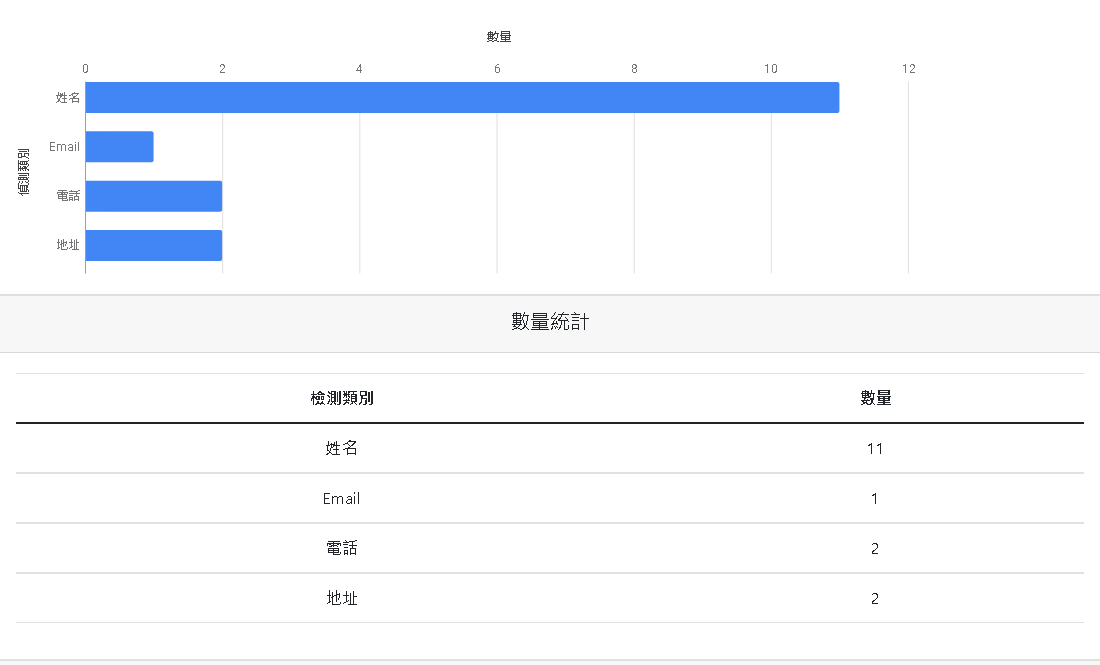 數量
0 2 4 6 8 10 12
姓名
Email
電話
地址
偵測類別
數量統計
檢測類別 數量
姓名 11
Email 1
電話 2
地址 2